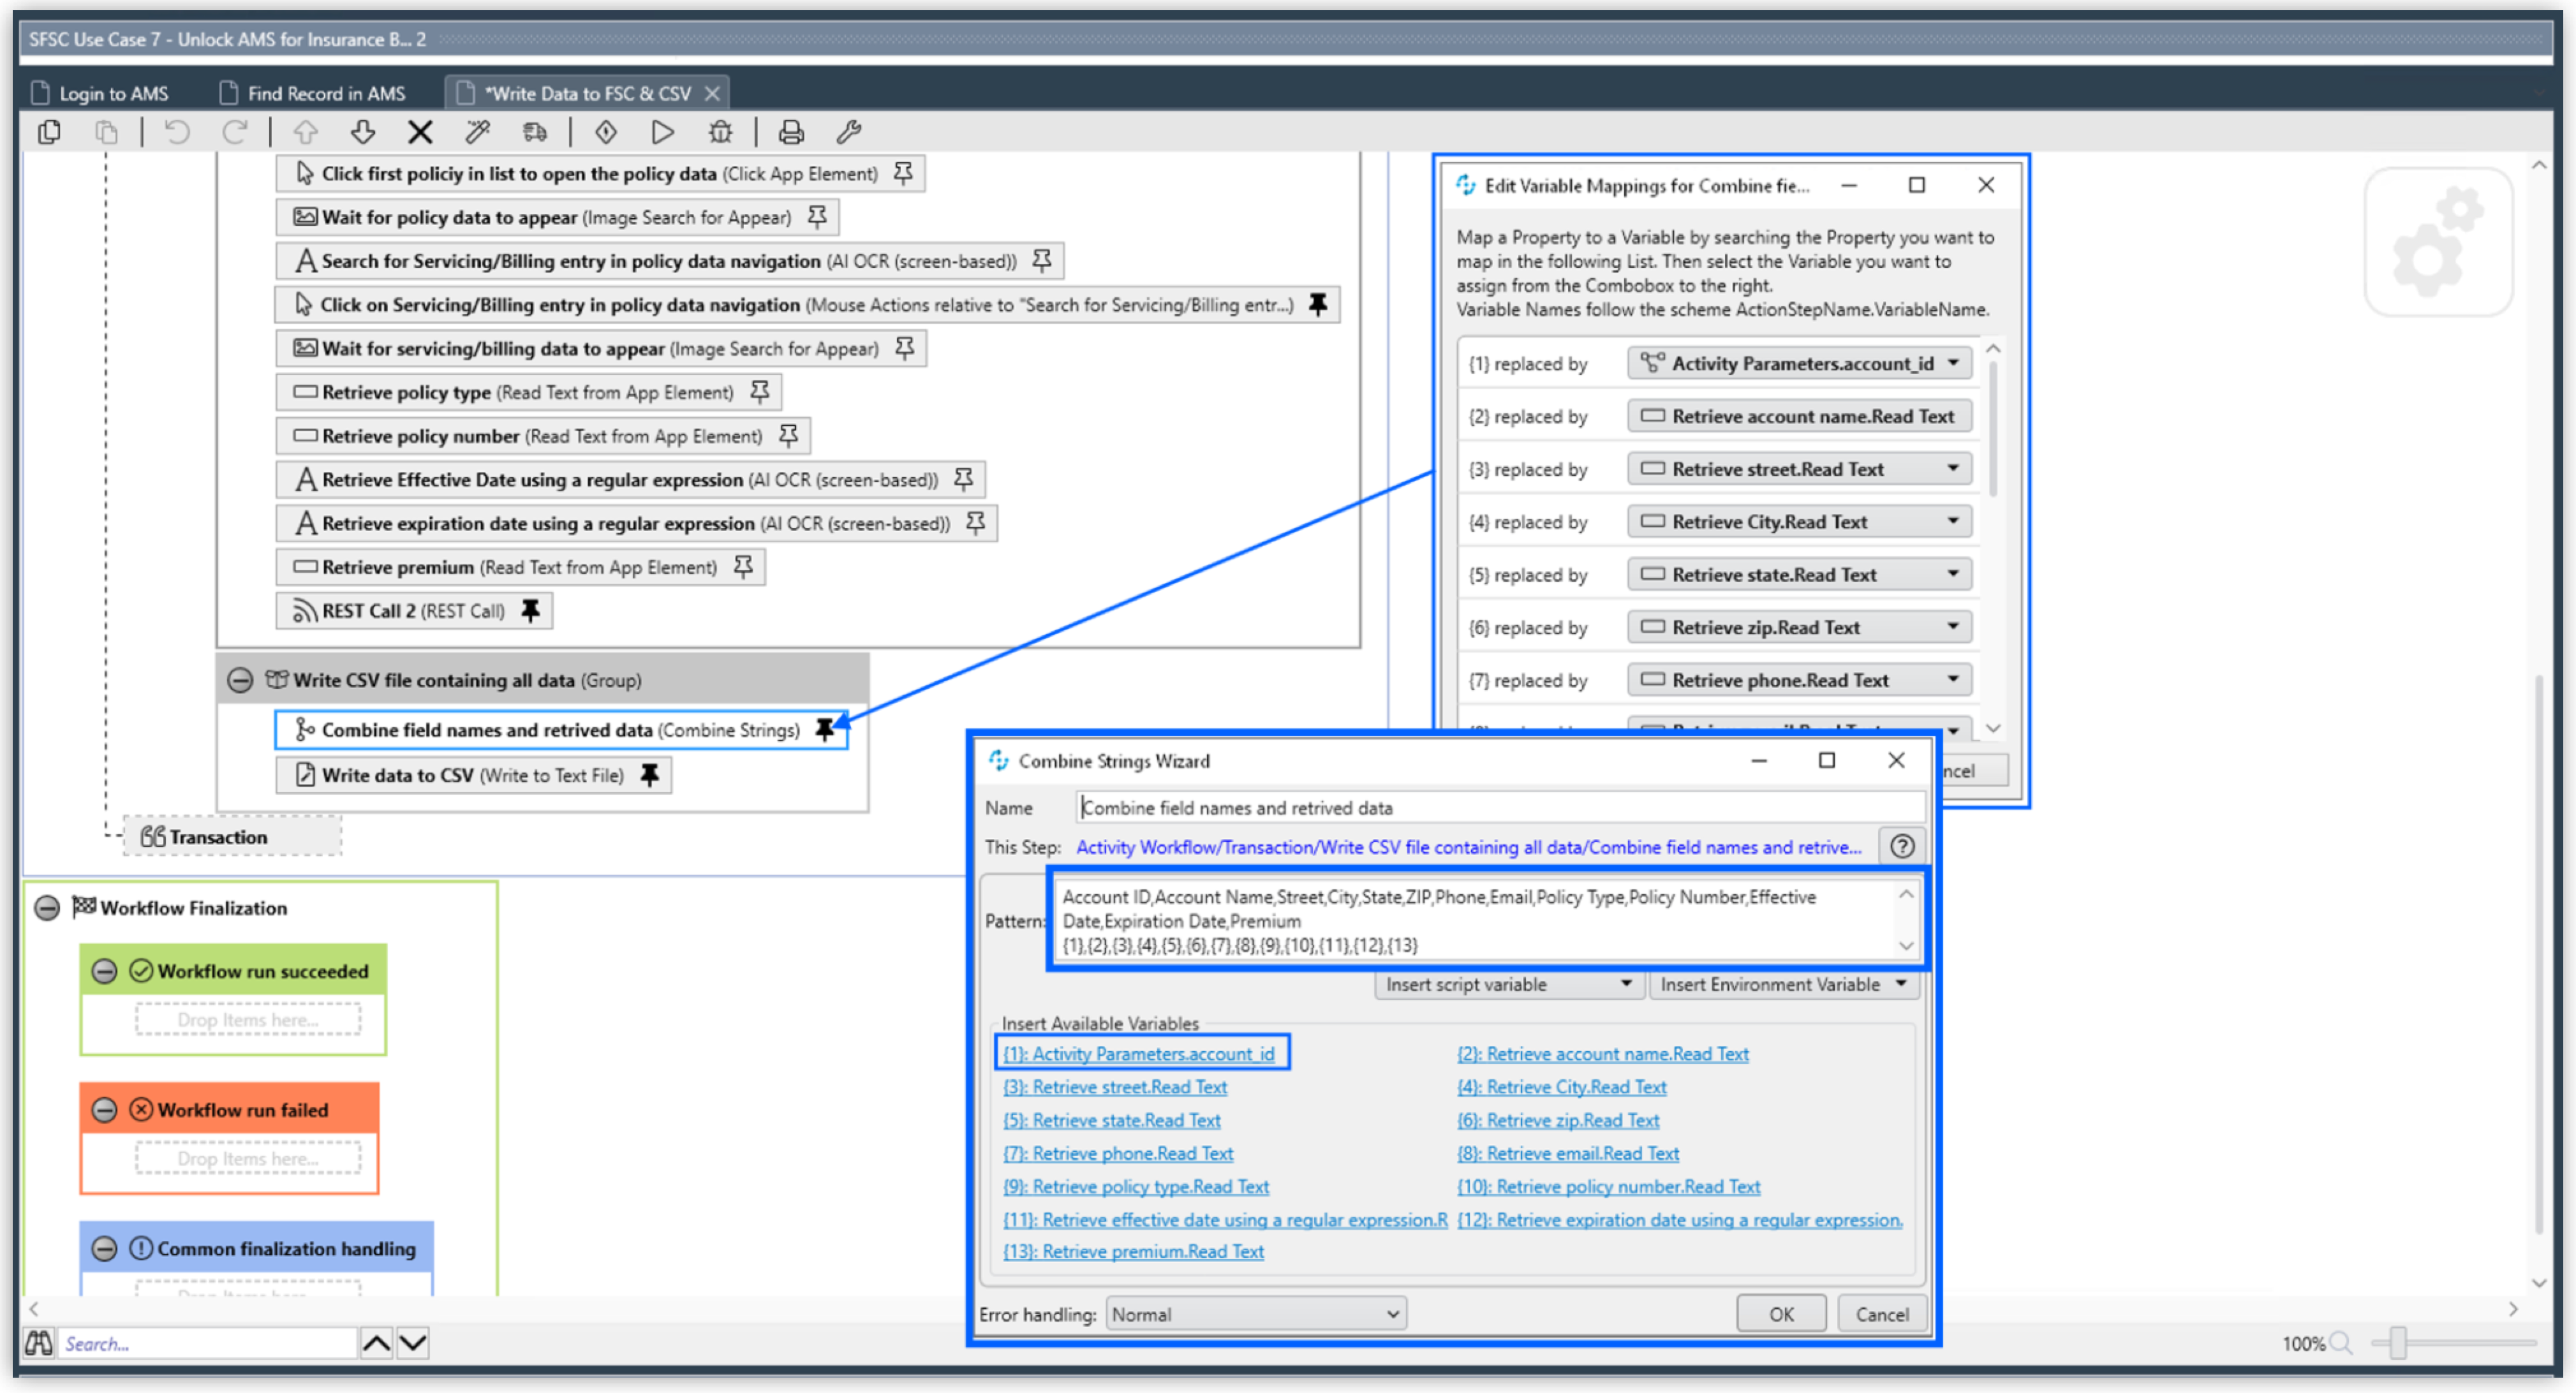 SFSC Use Case 7 - Unlock AMS for Insurance B... 2
Login to AMS
Find Record in AMS
*Write Data to FSC & CSV
Click first policiy in list to open the policy data (Click App Element)
Wait for policy data to appear (Image Search for Appear)
Search for Servicing/Billing entry in policy data navigation (AI OCR (screen-based))
Click on Servicing/Billing entry in policy data navigation (Mouse Actions relative to "Search for Servicing/Billing entr...)
Wait for servicing/billing data to appear (Image Search for Appear)
Retrieve policy type (Read Text from App Element)
Retrieve policy number (Read Text from App Element)
Retrieve Effective Date using a regular expression (AI OCR (screen-based))
Retrieve expiration date using a regular expression (AI OCR (screen-based))
Retrieve premium (Read Text from App Element)
REST Call 2 (REST Call)
Write CSV file containing all data (Group)
Combine field names and retrived data (Combine Strings)
Write data to CSV (Write to Text File)
Transaction
Workflow Finalization
Workflow run succeeded
Drop Items here...
Workflow run failed
Drop Items here...
Common finalization handling
Search...
100%
Edit Variable Mappings for Combine fie...
Map a Property to a Variable by searching the Property you want to
map in the following List. Then select the Variable you want to
assign from the Combobox to the right.
Variable Names follow the scheme ActionStepName.VariableName.
{1} replaced by Activity Parameters.account_id
{2} replaced by Retrieve account name.Read Text
{3} replaced by Retrieve street.Read Text
{4} replaced by Retrieve City.Read Text
{5} replaced by Retrieve state.Read Text
{6} replaced by Retrieve zip.Read Text
{7} replaced by Retrieve phone.Read Text
ncel
Combine Strings Wizard
Name Combine field names and retrived data
This Step: Activity Workflow/Transaction/Write CSV file containing all data/Combine field names and retrieve...
Pattern:
Account ID,Account Name,Street,City,State,ZIP,Phone,Email,Policy Type,Policy Number,Effective
Date,Expiration Date,Premium
{1},{2},{3},{4},{5},{6},{7},{8},{9},{10},{11},{12},{13}
Insert script variable
Insert Environment Variable
Insert Available Variables
{1}: Activity Parameters.account_id
{2}: Retrieve account name.Read Text
{3}: Retrieve street.Read Text
{4}: Retrieve City.Read Text
{5}: Retrieve state.Read Text
{6}: Retrieve zip.Read Text
{7}: Retrieve phone.Read Text
{8}: Retrieve email.Read Text
{9}: Retrieve policy type.Read Text
{10}: Retrieve policy number.Read Text
{11}: Retrieve effective date using a regular expression.R
{12}: Retrieve expiration date using a regular expression.
{13}: Retrieve premium.Read Text
Error handling: Normal
OK
Cancel